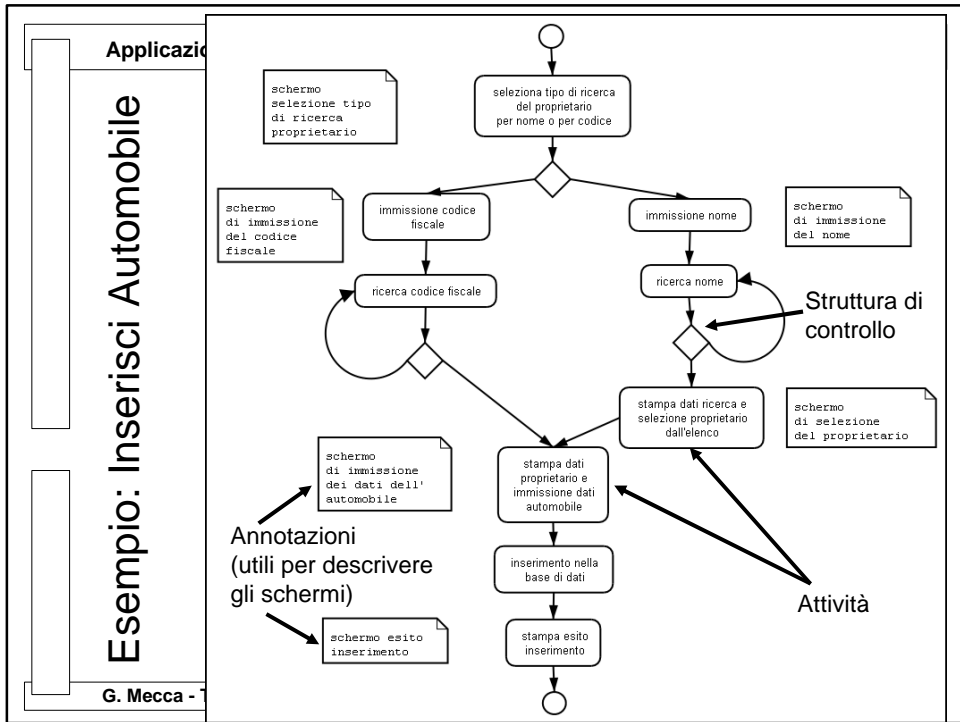 Applicazio
Esempio: Inserisci Automobile
schermo
selezione tipo
di ricerca
proprietario
seleziona tipo di ricerca
del proprietario
per nome o per codice
schermo
di immissione
del codice
fiscale
immissione codice
fiscale
immissione nome
schermo
di immissione
del nome
ricerca codice fiscale
ricerca nome
Struttura di
controllo
stampa dati ricerca e
selezione proprietario
dall'elenco
schermo
di selezione
del proprietario
schermo
di immissione
dei dati dell'
automobile
stampa dati
proprietario e
immissione dati
automobile
Annotazioni
(utili per descrivere
gli schermi)
inserimento nella
base di dati
Attività
schermo esito
inserimento
stampa esito
inserimento
G. Mecca -